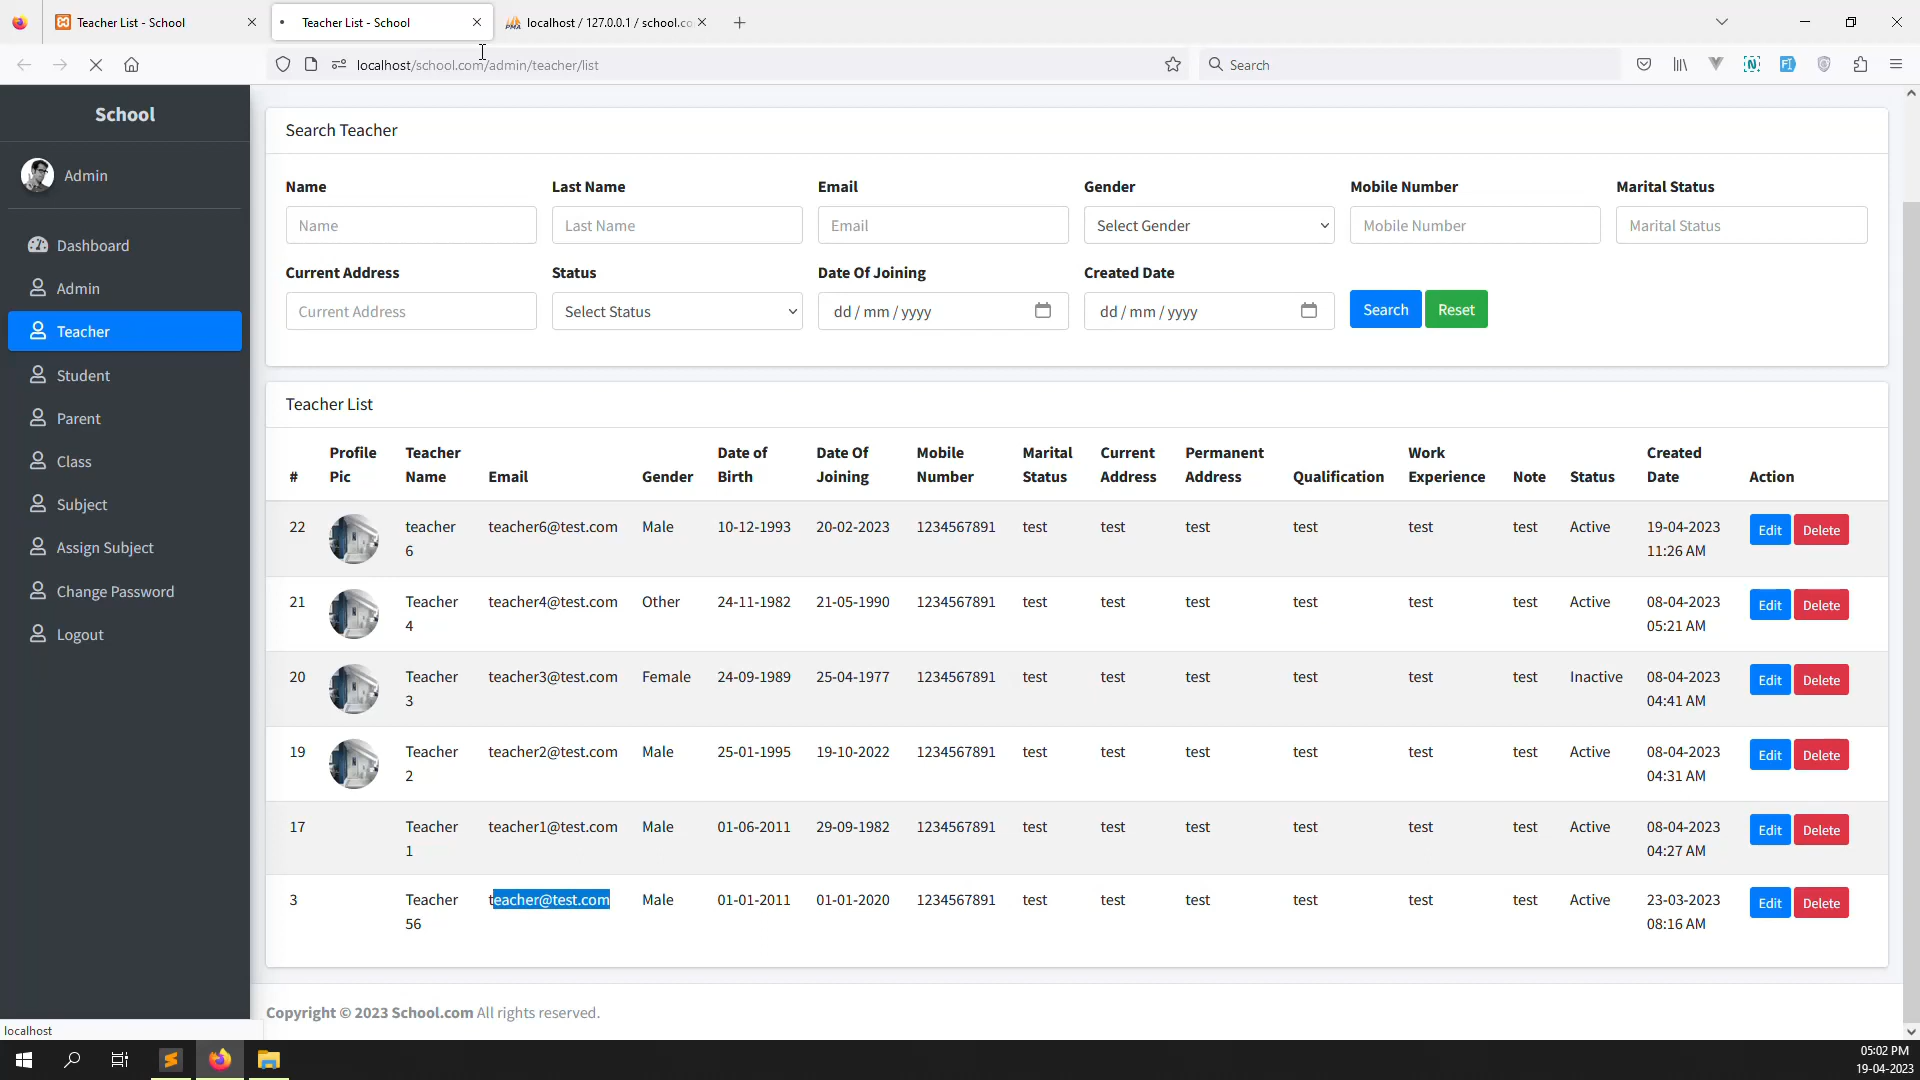 Teacher List - School
Teacher List - School
localhost / 127.0.0.1 / school.co
localhost/school.com/admin/teacher/list
Search
School
Admin
Dashboard
Admin
Teacher
Student
Parent
Class
Subject
Assign Subject
Change Password
Logout
Search Teacher
Name Last Name Email Gender Mobile Number Marital Status
Name Last Name Email Select Gender Mobile Number Marital Status
Current Address Status Date Of Joining Created Date
Current Address Select Status dd / mm / yyyy dd / mm / yyyy Search Reset
Teacher List
Profile Teacher Date of Date Of Mobile Marital Current Permanent Work Created
# Pic Name Email Gender Birth Joining Number Status Address Address Qualification Experience Note Status Date Action
22 teacher teacher6@test.com Male 10-12-1993 20-02-2023 1234567891 test test test test test test Active 19-04-2023 Edit Delete
6 11:26 AM
21 Teacher teacher4@test.com Other 24-11-1982 21-05-1990 1234567891 test test test test test test Active 08-04-2023 Edit Delete
4 05:21 AM
20 Teacher teacher3@test.com Female 24-09-1989 25-04-1977 1234567891 test test test test test test Inactive 08-04-2023 Edit Delete
3 04:41 AM
19 Teacher teacher2@test.com Male 25-01-1995 19-10-2022 1234567891 test test test test test test Active 08-04-2023 Edit Delete
2 04:31 AM
17 Teacher teacher1@test.com Male 01-06-2011 29-09-1982 1234567891 test test test test test test Active 08-04-2023 Edit Delete
1 04:27 AM
3 Teacher teacher@test.com Male 01-01-2011 01-01-2020 1234567891 test test test test test test Active 23-03-2023 Edit Delete
56 08:16 AM
Copyright © 2023 School.com All rights reserved.
localhost
05:02 PM
19-04-2023